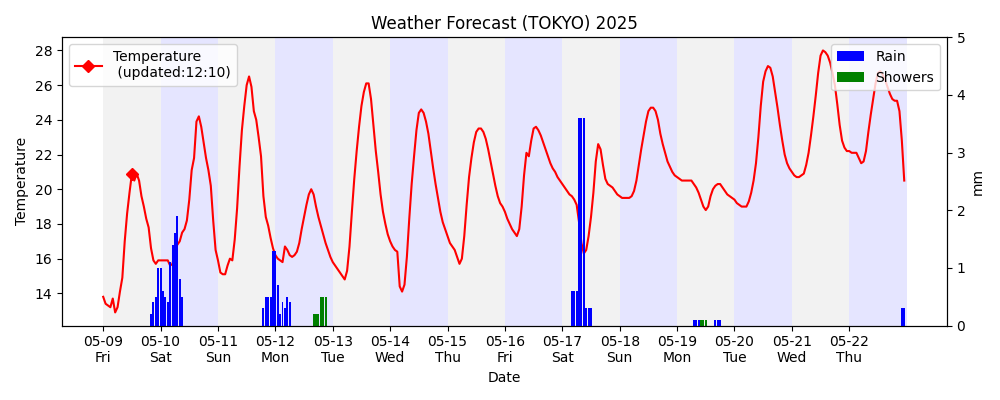 Weather Forecast (TOKYO) 2025
Temperature
(updated:12:10)
Rain
Showers
28
26
24
22
20
18
16
14
Temperature
5
4
3
2
1
0
mm
05-09 05-10 05-11 05-12 05-13 05-14 05-15 05-16 05-17 05-18 05-19 05-20 05-21 05-22
Fri Sat Sun Mon Tue Wed Thu Fri Sat Sun Mon Tue Wed Thu
Date